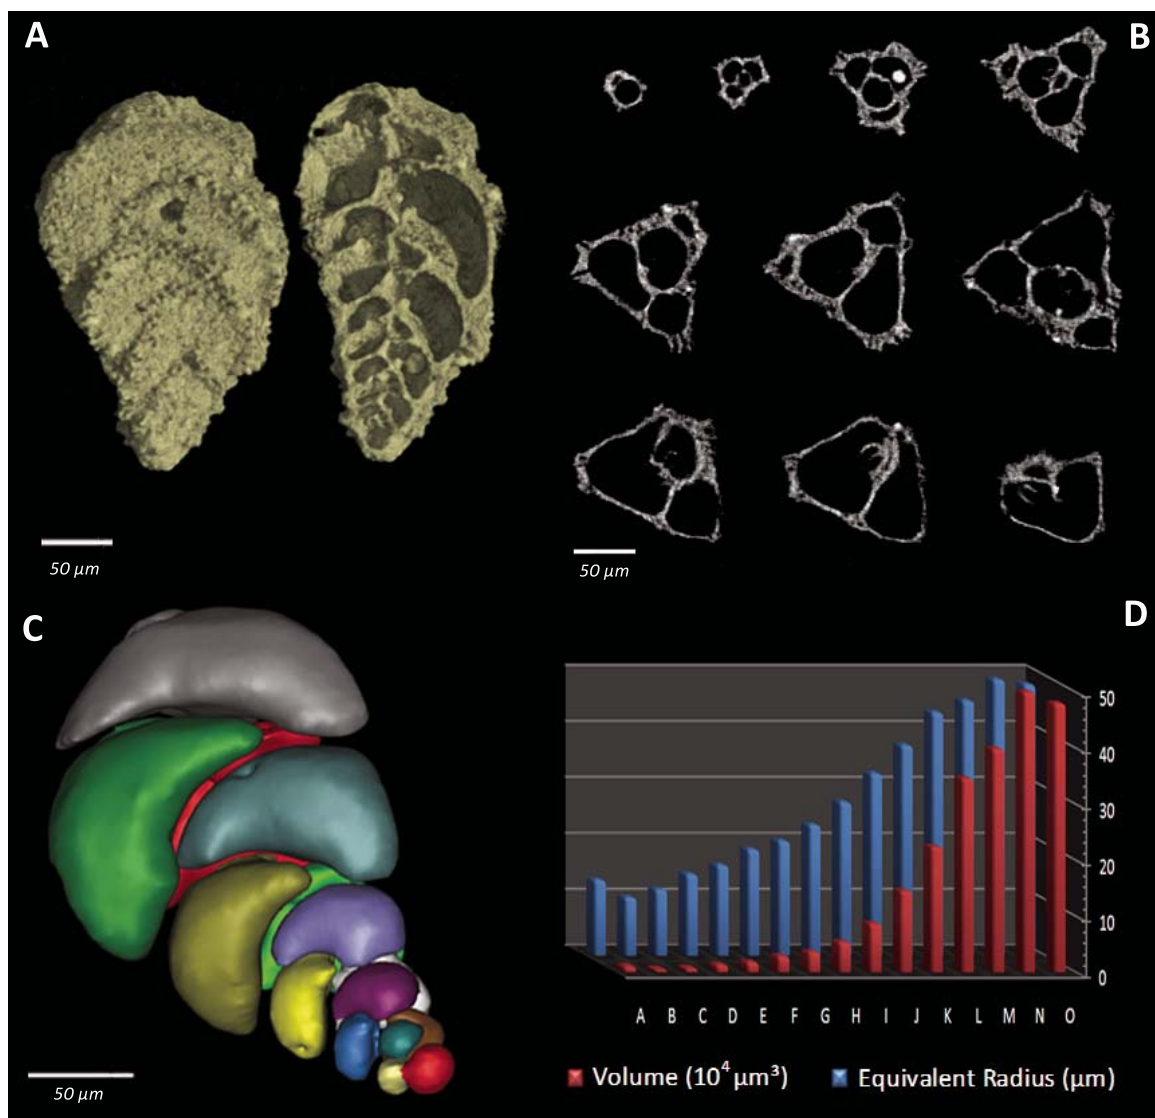 A
B
50 µm
50 µm
C
D
50
40
30
20
10
0
A B C D E F G H I J K L M N O
Volume (10⁴ µm³)
Equivalent Radius (µm)
50 µm